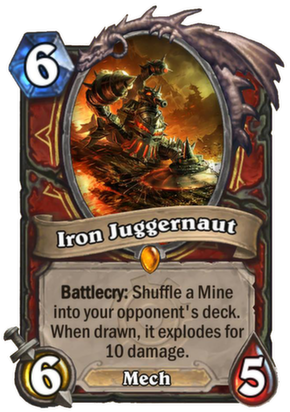 6
Iron Juggernaut
Battlecry: Shuffle a Mine
into your opponent's deck.
When drawn, it explodes for
10 damage.
6
Mech
5